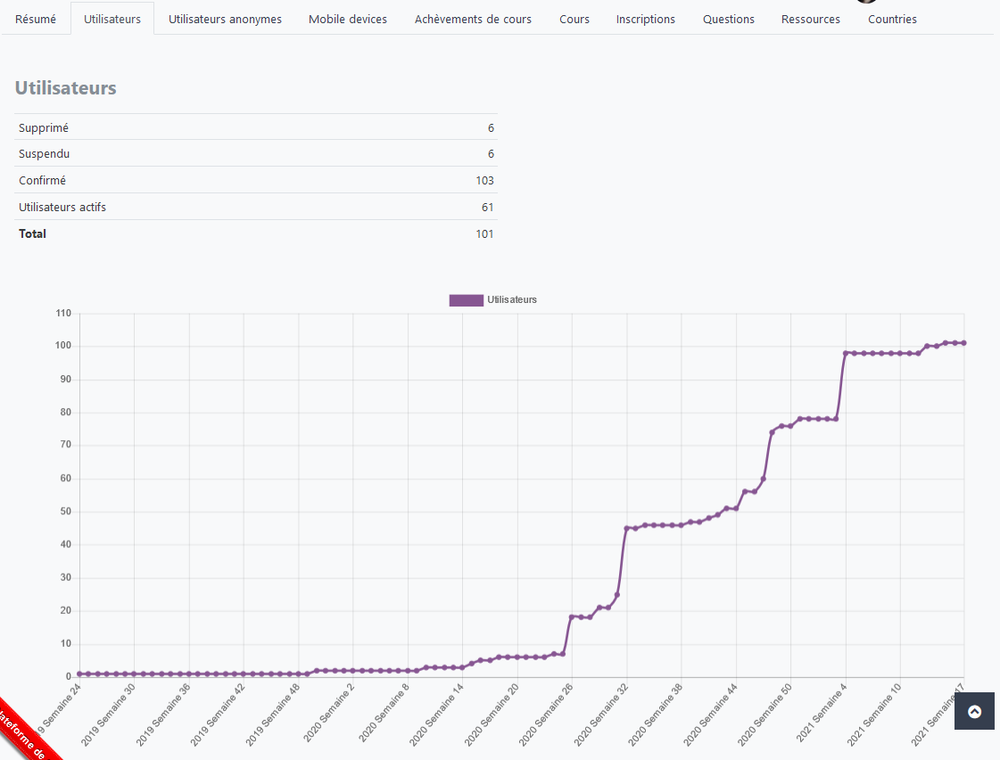 Résumé Utilisateurs Utilisateurs anonymes Mobile devices Achèvements de cours Cours Inscriptions Questions Ressources Countries
Utilisateurs
Supprimé 6
Suspendu 6
Confirmé 103
Utilisateurs actifs 61
Total 101
Utilisateurs
110
100
90
80
70
60
50
40
30
20
10
0
9 Semaine 24
2019 Semaine 30
2019 Semaine 36
2019 Semaine 42
2019 Semaine 48
2020 Semaine 2
2020 Semaine 8
2020 Semaine 14
2020 Semaine 20
2020 Semaine 26
2020 Semaine 32
2020 Semaine 38
2020 Semaine 44
2020 Semaine 50
2021 Semaine 4
2021 Semaine 10
2021 Semaine 17
lateforme de